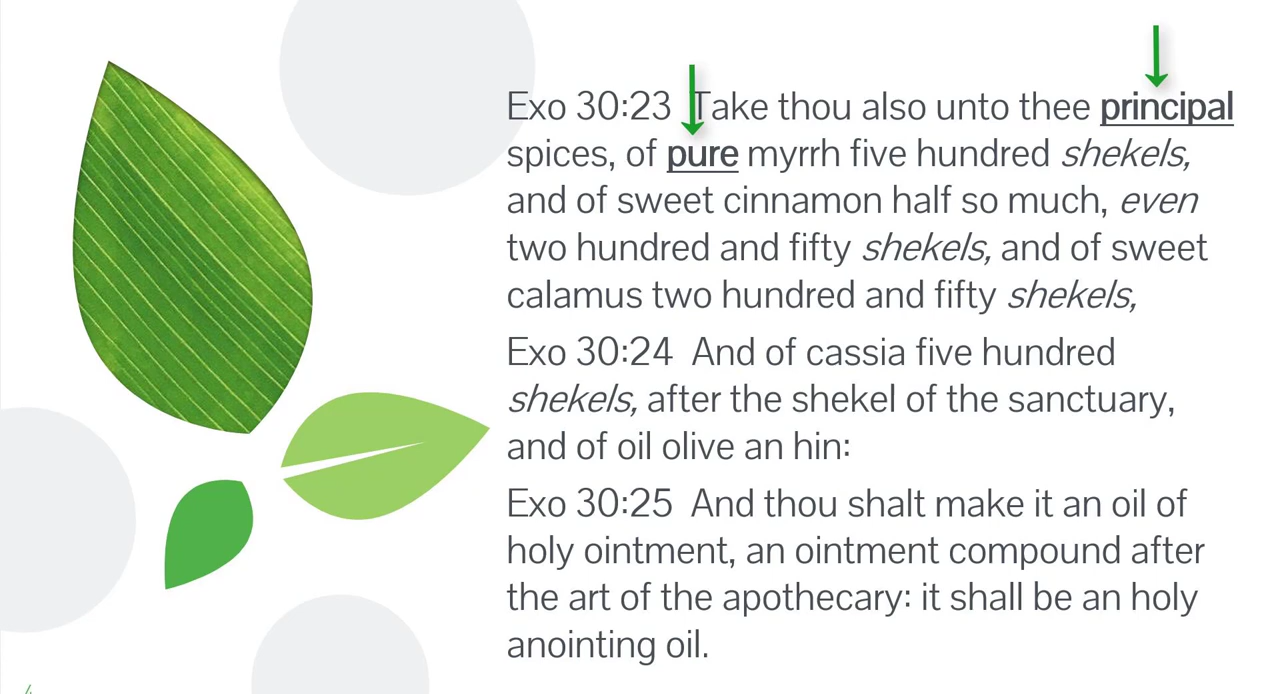 Exo 30:23 Take thou also unto thee principal
spices, of pure myrrh five hundred shekels,
and of sweet cinnamon half so much, even
two hundred and fifty shekels, and of sweet
calamus two hundred and fifty shekels,
Exo 30:24 And of cassia five hundred
shekels, after the shekel of the sanctuary,
and of oil olive an hin:
Exo 30:25 And thou shalt make it an oil of
holy ointment, an ointment compound after
the art of the apothecary: it shall be an holy
anointing oil.